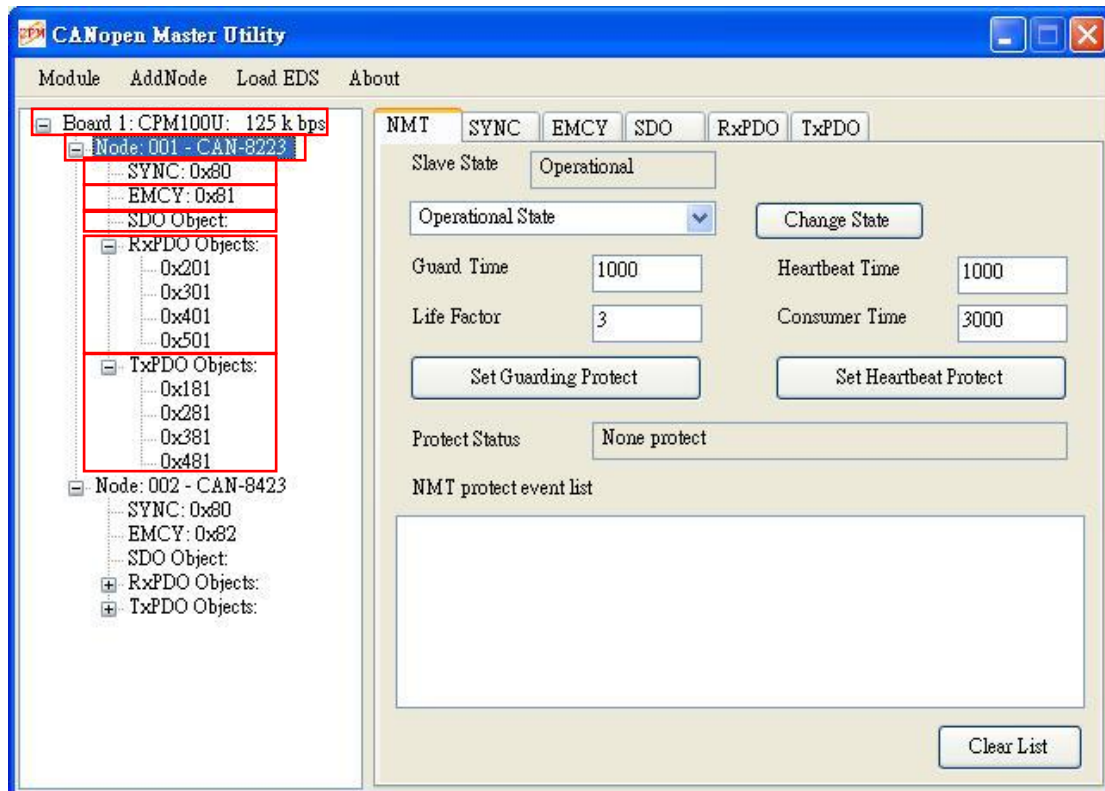 CANopen Master Utility
Module AddNode Load EDS About
Board 1: CPM100U: 125 k bps
Node: 001 - CAN-8223
SYNC: 0x80
EMCY: 0x81
SDO Object:
RxPDO Objects:
0x201
0x301
0x401
0x501
TxPDO Objects:
0x181
0x281
0x381
0x481
Node: 002 - CAN-8423
SYNC: 0x80
EMCY: 0x82
SDO Object:
RxPDO Objects:
TxPDO Objects:
NMT SYNC EMCY SDO RxPDO TxPDO
Slave State Operational
Operational State Change State
Guard Time 1000 Heartbeat Time 1000
Life Factor 3 Consumer Time 3000
Set Guarding Protect Set Heartbeat Protect
Protect Status None protect
NMT protect event list
Clear List